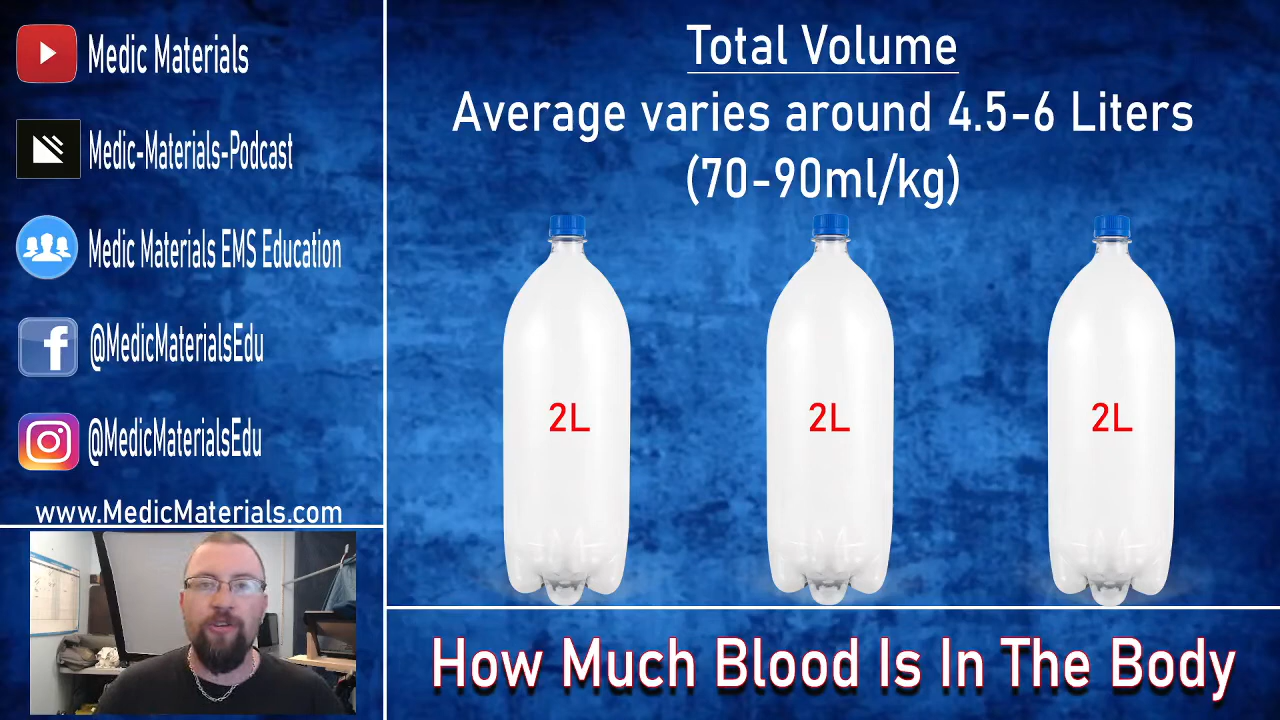 Medic Materials
Medic-Materials-Podcast
Medic Materials EMS Education
@MedicMaterialsEdu
@MedicMaterialsEdu
www.MedicMaterials.com
Total Volume
Average varies around 4.5-6 Liters
(70-90ml/kg)
2L
2L
2L
How Much Blood Is In The Body